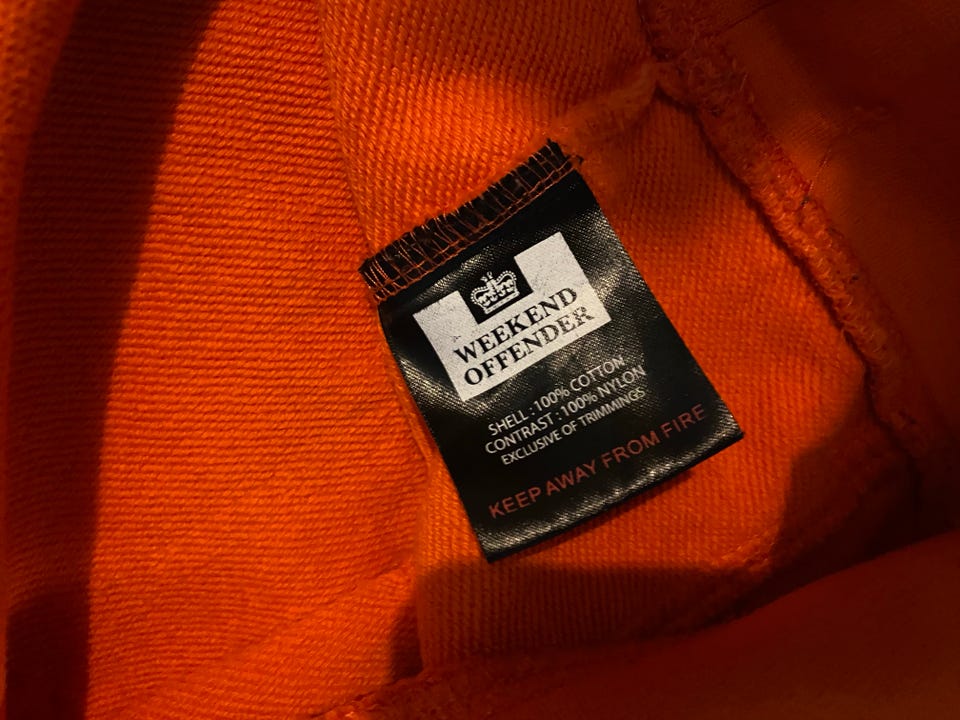 WEEKEND
OFFENDER
SHELL : 100% COTTON
CONTRAST : 100% NYLON
EXCLUSIVE OF TRIMMINGS
KEEP AWAY FROM FIRE